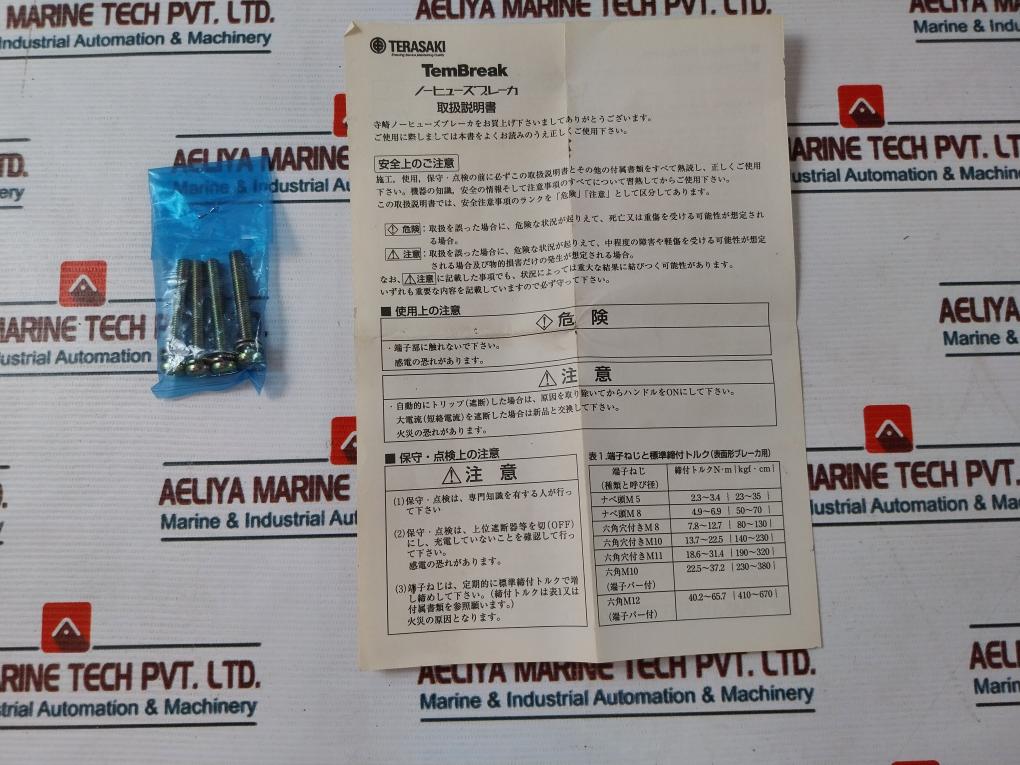 TERASAKI
TemBreak
ノーヒューズブレーカ
取扱説明書
寺崎ノーヒューズブレーカをお買上げ下さいましてありがとうございます。
ご使用に際しましては本書をよくお読みのうえ正しくご使用下さい。
安全上のご注意
施工，使用，保守・点検の前に必ずこの取扱説明書とその他の付属書類をすべて熟読し，正しくご使用
下さい。機器の知識，安全の情報そして注意事項のすべてについて習熟してからご使用下さい。
この取扱説明書では，安全注意事項のランクを「危険」「注意」として区分してあります。
危険：取扱を誤った場合に，危険な状況が起りえて，死亡又は重傷を受ける可能性が想定され
る場合。
注意：取扱を誤った場合に，危険な状況が起りえて，中程度の障害や軽傷を受ける可能性が想定
される場合及び物的損害だけの発生が想定される場合。
なお，注意に記載した事項でも，状況によっては重大な結果に結びつく可能性があります。
いずれも重要な内容を記載していますので必ず守って下さい。
■ 使用上の注意
危 険
・端子部に触れないで下さい。
感電の恐れがあります。
注 意
・自動的にトリップ(遮断)した場合は，原因を取り除いてからハンドルをONにして下さい。
大電流(短絡電流)を遮断した場合は新品と交換して下さい。
火災の恐れがあります。
■ 保守・点検上の注意
注 意
(1)保守・点検は，専門知識を有する人が行っ
て下さい
(2)保守・点検は，上位遮断器等を切(OFF)
にし，充電していないことを確認して行っ
て下さい。
感電の恐れがあります。
(3)端子ねじは，定期的に標準締付トルクで増
し締めして下さい。(締付トルクは表1又は
付属書類を参照願います。)
火災の原因となります。
表1.端子ねじと標準締付トルク(表面形ブレーカ用)
端子ねじ
(種類と呼び径) 締付トルクN・m|kgf・cm|
ナベ頭M5 2.3～3.4 |23～35|
ナベ頭M8 4.9～6.9 |50～70|
六角穴付きM8 7.8～12.7 |80～130|
六角穴付きM10 13.7～22.5 |140～230|
六角穴付きM11 18.6～31.4 |190～320|
六角M10
(端子バー付) 22.5～37.2 |230～380|
六角M12
(端子バー付) 40.2～65.7 |410～670|
AELIYA MARINE TECH PVT. LTD.
Marine & Industrial Automation & Machinery